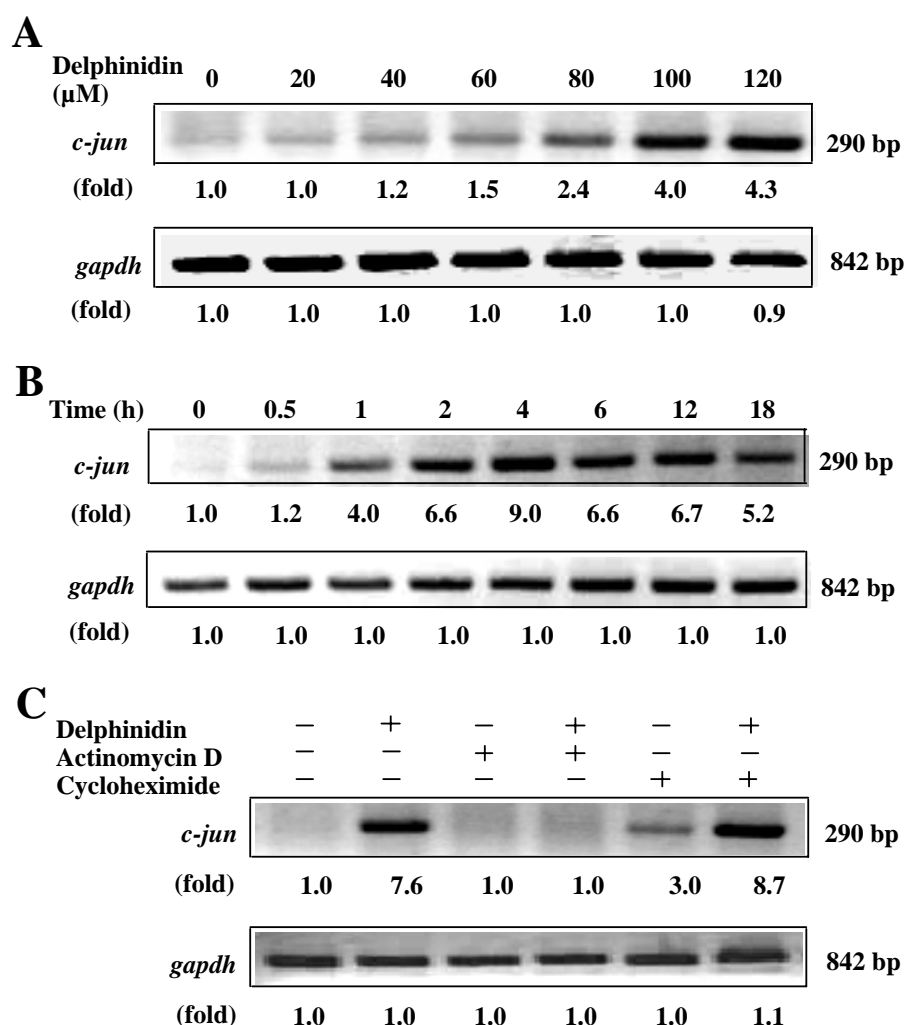 A
Delphinidin 0 20 40 60 80 100 120
(µM)
c-jun 290 bp
(fold) 1.0 1.0 1.2 1.5 2.4 4.0 4.3
gapdh 842 bp
(fold) 1.0 1.0 1.0 1.0 1.0 1.0 0.9
B
Time (h) 0 0.5 1 2 4 6 12 18
c-jun 290 bp
(fold) 1.0 1.2 4.0 6.6 9.0 6.6 6.7 5.2
gapdh 842 bp
(fold) 1.0 1.0 1.0 1.0 1.0 1.0 1.0 1.0
C
Delphinidin − + − + − +
Actinomycin D − − + + − −
Cycloheximide − − − − + +
c-jun 290 bp
(fold) 1.0 7.6 1.0 1.0 3.0 8.7
gapdh 842 bp
(fold) 1.0 1.0 1.0 1.0 1.0 1.1